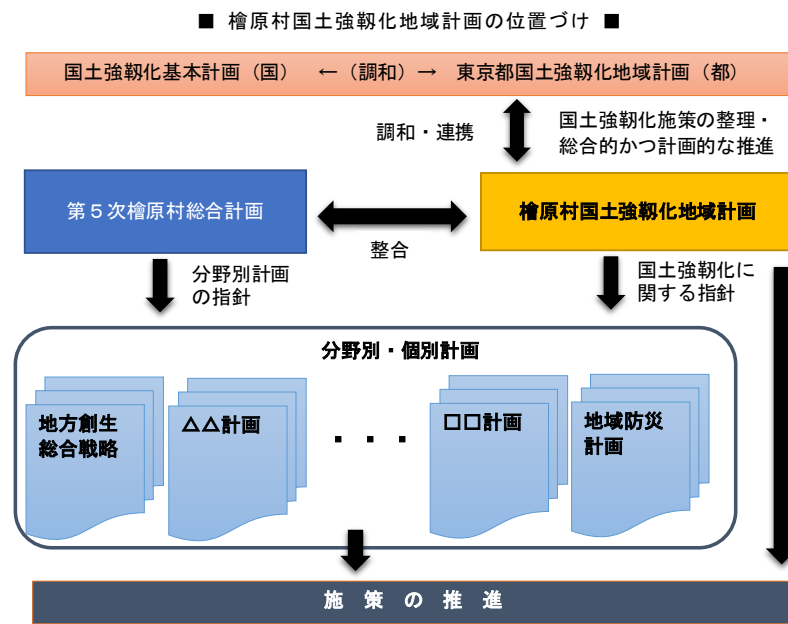 ■ 檜原村国土強靱化地域計画の位置づけ ■
国土強靱化基本計画（国） ←（調和）→ 東京都国土強靱化地域計画（都）
調和・連携
国土強靱化施策の整理・
総合的かつ計画的な推進
第５次檜原村総合計画
檜原村国土強靱化地域計画
整合
分野別計画
の指針
国土強靱化に
関する指針
分野別・個別計画
地方創生
総合戦略
△△計画
・・・
□□計画
地域防災
計画
施 策 の 推 進